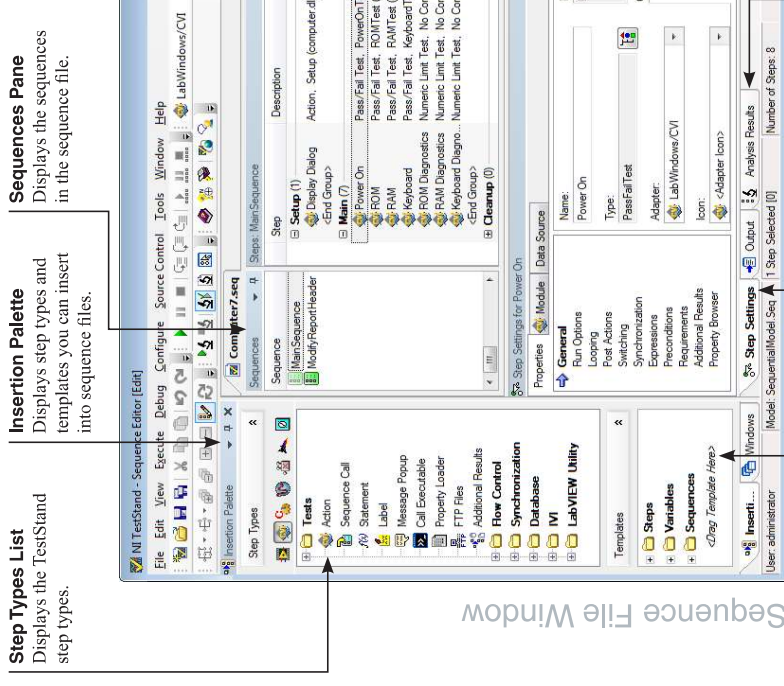 Step Types List
Displays the TestStand
step types.
Insertion Palette
Displays step types and
templates you can insert
into sequence files.
Sequences Pane
Displays the sequences
in the sequence file.
NI TestStand - Sequence Editor [Edit]
File Edit View Execute Debug Configure Source Control Tools Window Help
LabWindows/CVI
Insertion Palette
Step Types
Tests
Action
Sequence Call
Statement
Label
Message Popup
Call Executable
Property Loader
FTP Files
Additional Results
Flow Control
Synchronization
Database
IVI
LabVIEW Utility
Templates
Steps
Variables
Sequences
<Drag Template Here>
Inserti... Windows
Computer7.seq
Sequences
Sequence
MainSequence
ModifyReportHeader
Steps: MainSequence
Step Description
Setup (1)
Display Dialog Action, Setup (computer.dl
<End Group>
Main (7)
Power On Pass/Fail Test, PowerOnT
ROM Pass/Fail Test, ROMTest (
RAM Pass/Fail Test, RAMTest (
Keyboard Pass/Fail Test, KeyboardT
ROM Diagnostics Numeric Limit Test, No Cor
RAM Diagnostics Numeric Limit Test, No Cor
Keyboard Diagno... Numeric Limit Test, No Cor
<End Group>
Cleanup (0)
Step Settings for Power On
Properties Module Data Source
General
Run Options
Looping
Post Actions
Switching
Synchronization
Expressions
Preconditions
Requirements
Additional Results
Property Browser
Name:
Power On
Type:
PassFailTest
Adapter:
LabWindows/CVI
Icon:
<Adapter Icon>
Step Settings Output Analysis Results
User: administrator Model: SequentialModel.Seq 1 Step Selected [0] Number of Steps: 8
Sequence File Window